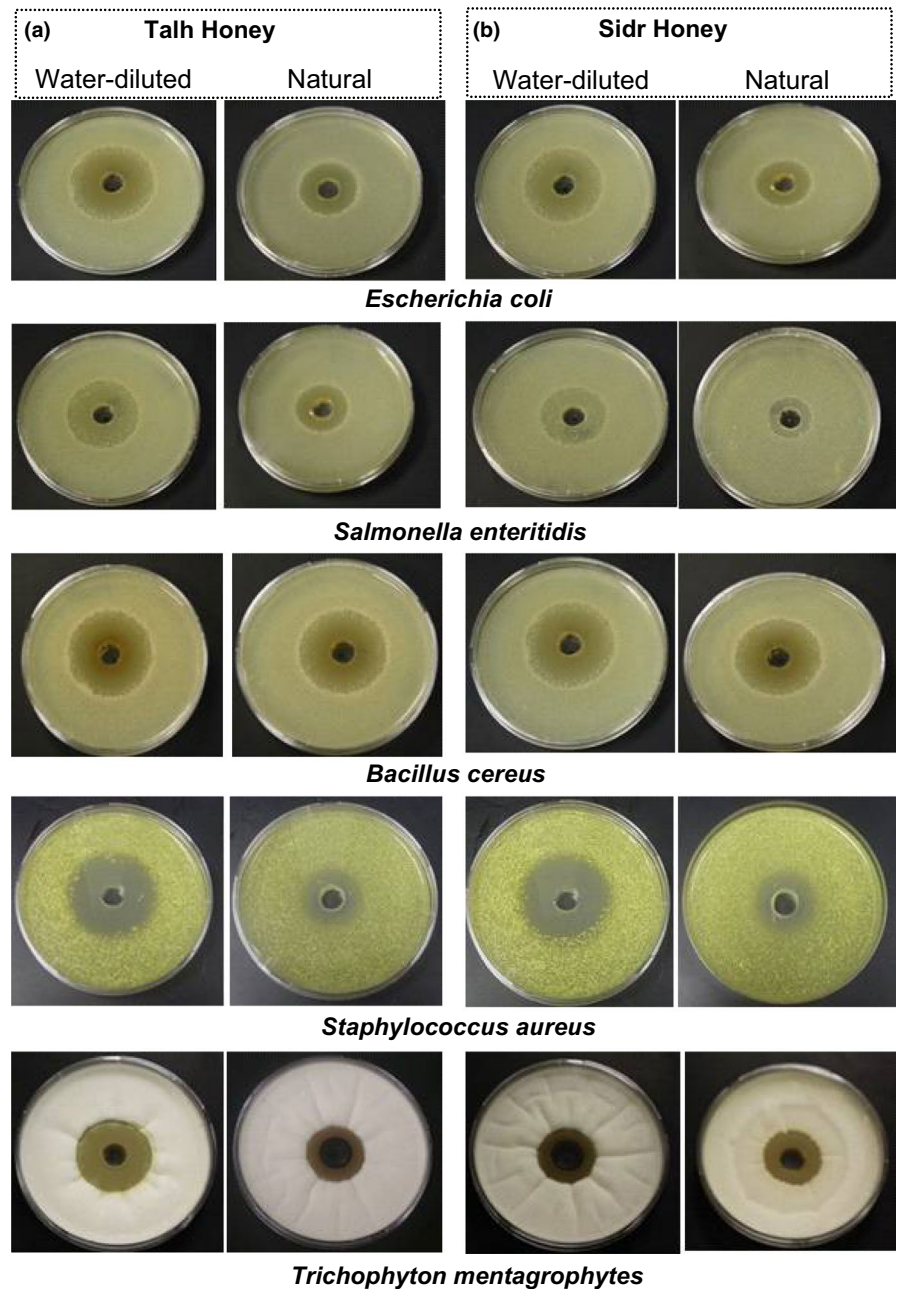 (a) Talh Honey
Water-diluted Natural
(b) Sidr Honey
Water-diluted Natural
Escherichia coli
Salmonella enteritidis
Bacillus cereus
Staphylococcus aureus
Trichophyton mentagrophytes